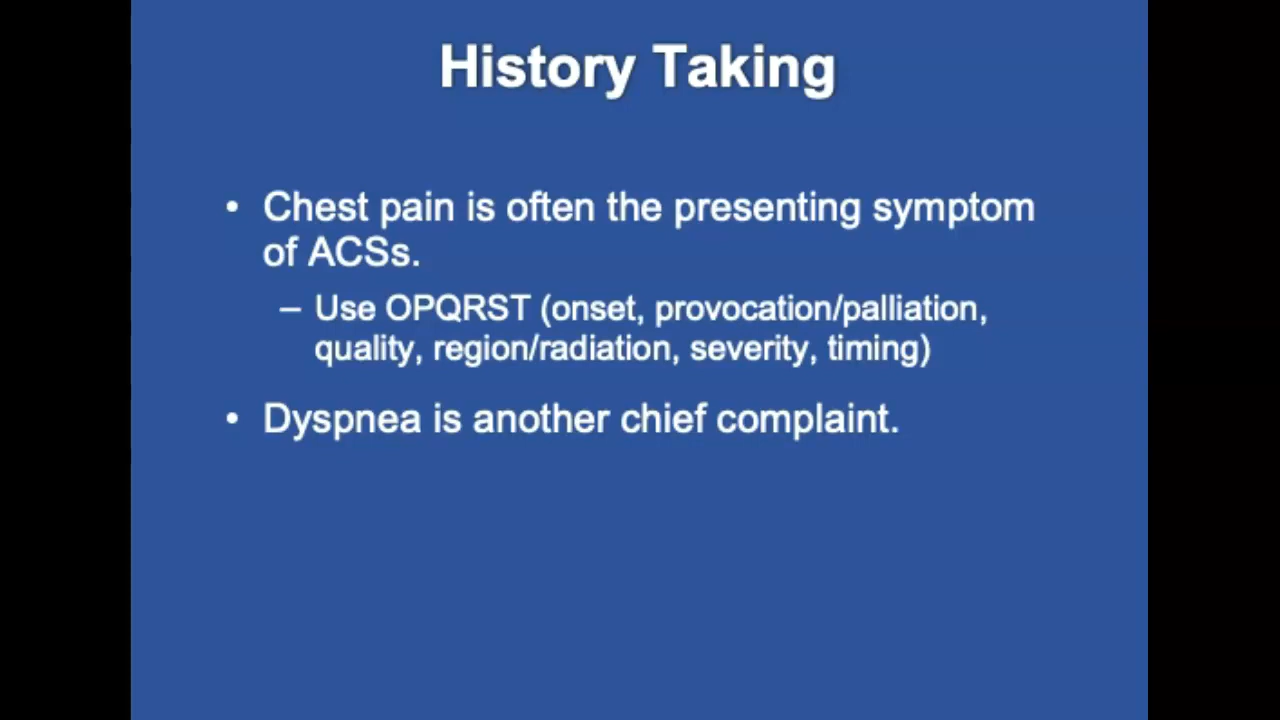 History Taking
• Chest pain is often the presenting symptom
of ACSs.
– Use OPQRST (onset, provocation/palliation,
quality, region/radiation, severity, timing)
• Dyspnea is another chief complaint.